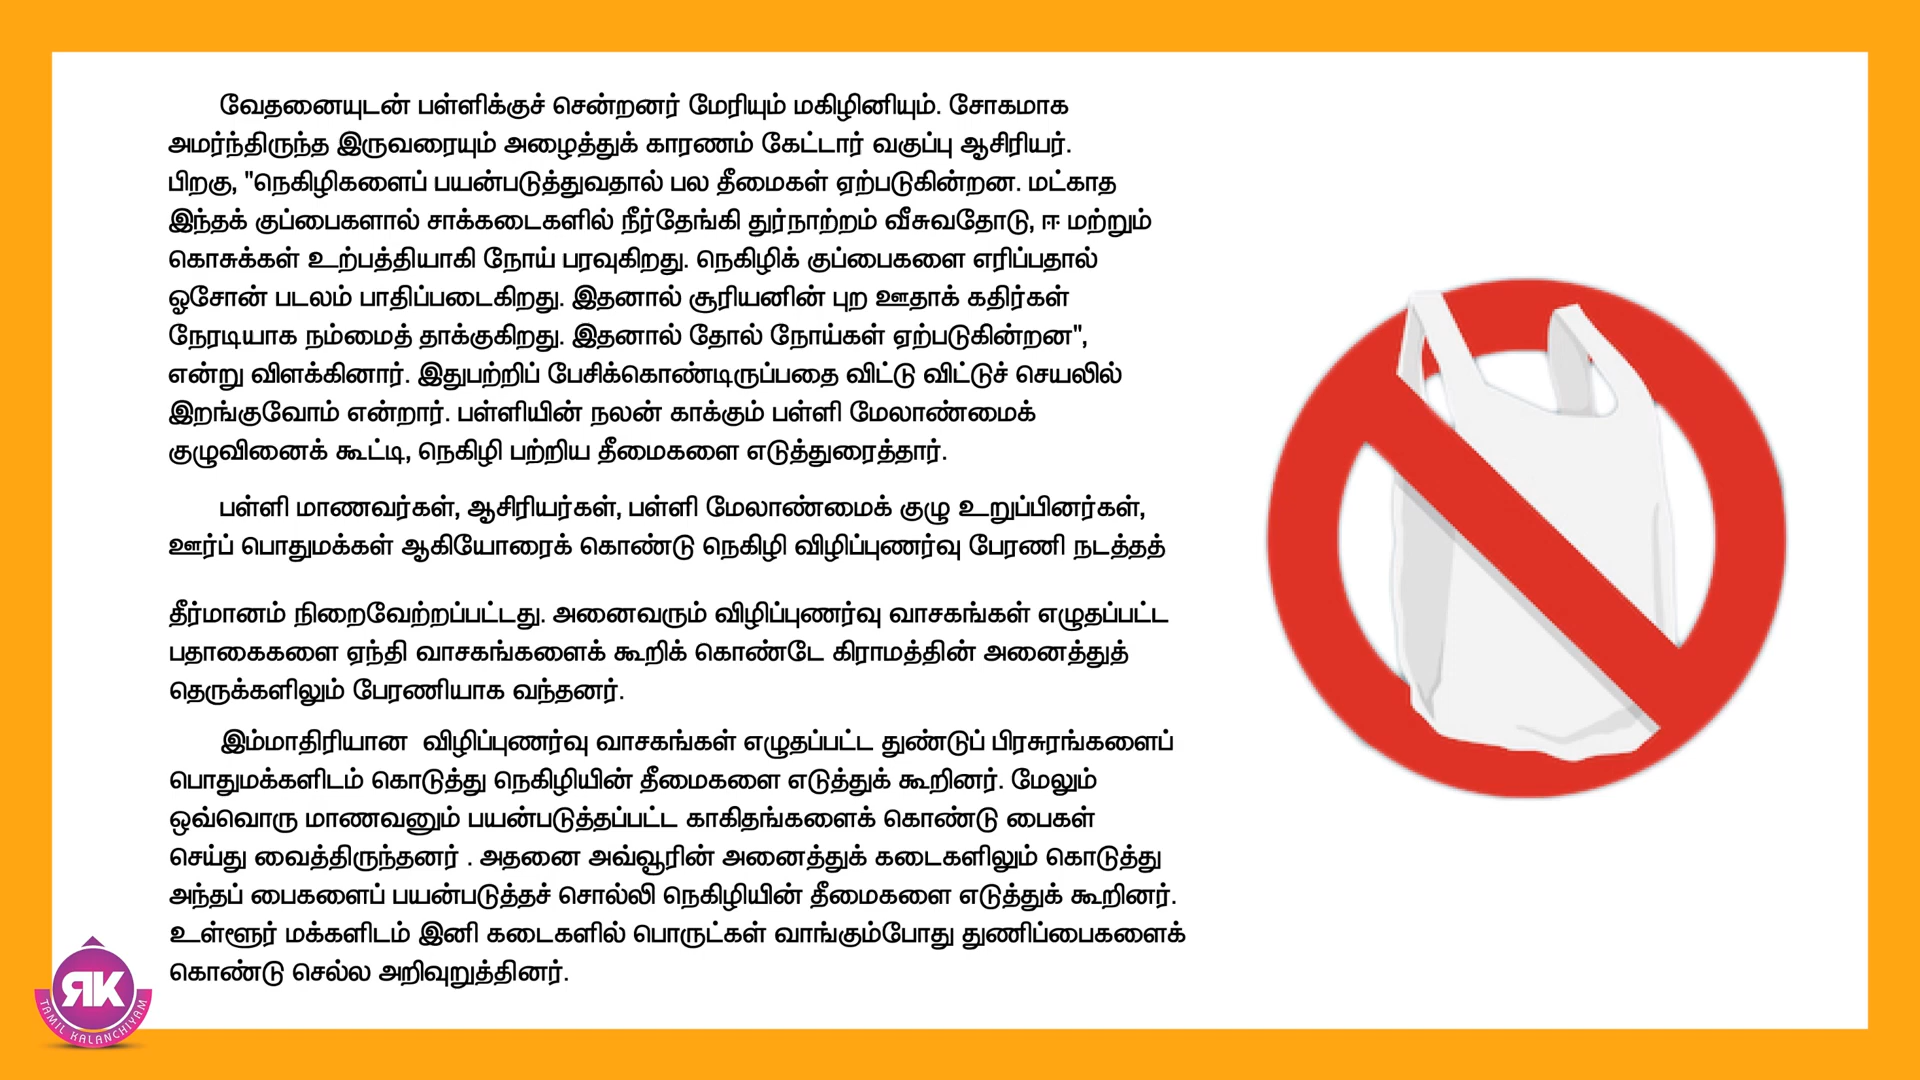 வேதனையுடன் பள்ளிக்குச் சென்றனர் மேரியும் மகிழினியும். சோகமாக
அமர்ந்திருந்த இருவரையும் அழைத்துக் காரணம் கேட்டார் வகுப்பு ஆசிரியர்.
பிறகு, "நெகிழிகளைப் பயன்படுத்துவதால் பல தீமைகள் ஏற்படுகின்றன. மட்காத
இந்தக் குப்பைகளால் சாக்கடைகளில் நீர்தேங்கி துர்நாற்றம் வீசுவதோடு, ஈ மற்றும்
கொசுக்கள் உற்பத்தியாகி நோய் பரவுகிறது. நெகிழிக் குப்பைகளை எரிப்பதால்
ஓசோன் படலம் பாதிப்படைகிறது. இதனால் சூரியனின் புற ஊதாக் கதிர்கள்
நேரடியாக நம்மைத் தாக்குகிறது. இதனால் தோல் நோய்கள் ஏற்படுகின்றன",
என்று விளக்கினார். இதுபற்றிப் பேசிக்கொண்டிருப்பதை விட்டு விட்டுச் செயலில்
இறங்குவோம் என்றார். பள்ளியின் நலன் காக்கும் பள்ளி மேலாண்மைக்
குழுவினைக் கூட்டி, நெகிழி பற்றிய தீமைகளை எடுத்துரைத்தார்.
பள்ளி மாணவர்கள், ஆசிரியர்கள், பள்ளி மேலாண்மைக் குழு உறுப்பினர்கள்,
ஊர்ப் பொதுமக்கள் ஆகியோரைக் கொண்டு நெகிழி விழிப்புணர்வு பேரணி நடத்தத்
தீர்மானம் நிறைவேற்றப்பட்டது. அனைவரும் விழிப்புணர்வு வாசகங்கள் எழுதப்பட்ட
பதாகைகளை ஏந்தி வாசகங்களைக் கூறிக் கொண்டே கிராமத்தின் அனைத்துத்
தெருக்களிலும் பேரணியாக வந்தனர்.
இம்மாதிரியான விழிப்புணர்வு வாசகங்கள் எழுதப்பட்ட துண்டுப் பிரசுரங்களைப்
பொதுமக்களிடம் கொடுத்து நெகிழியின் தீமைகளை எடுத்துக் கூறினர். மேலும்
ஒவ்வொரு மாணவனும் பயன்படுத்தப்பட்ட காகிதங்களைக் கொண்டு பைகள்
செய்து வைத்திருந்தனர் . அதனை அவ்வூரின் அனைத்துக் கடைகளிலும் கொடுத்து
அந்தப் பைகளைப் பயன்படுத்தச் சொல்லி நெகிழியின் தீமைகளை எடுத்துக் கூறினர்.
உள்ளூர் மக்களிடம் இனி கடைகளில் பொருட்கள் வாங்கும்போது துணிப்பைகளைக்
கொண்டு செல்ல அறிவுறுத்தினர்.
RK
TAMIL KALANCHIYAM